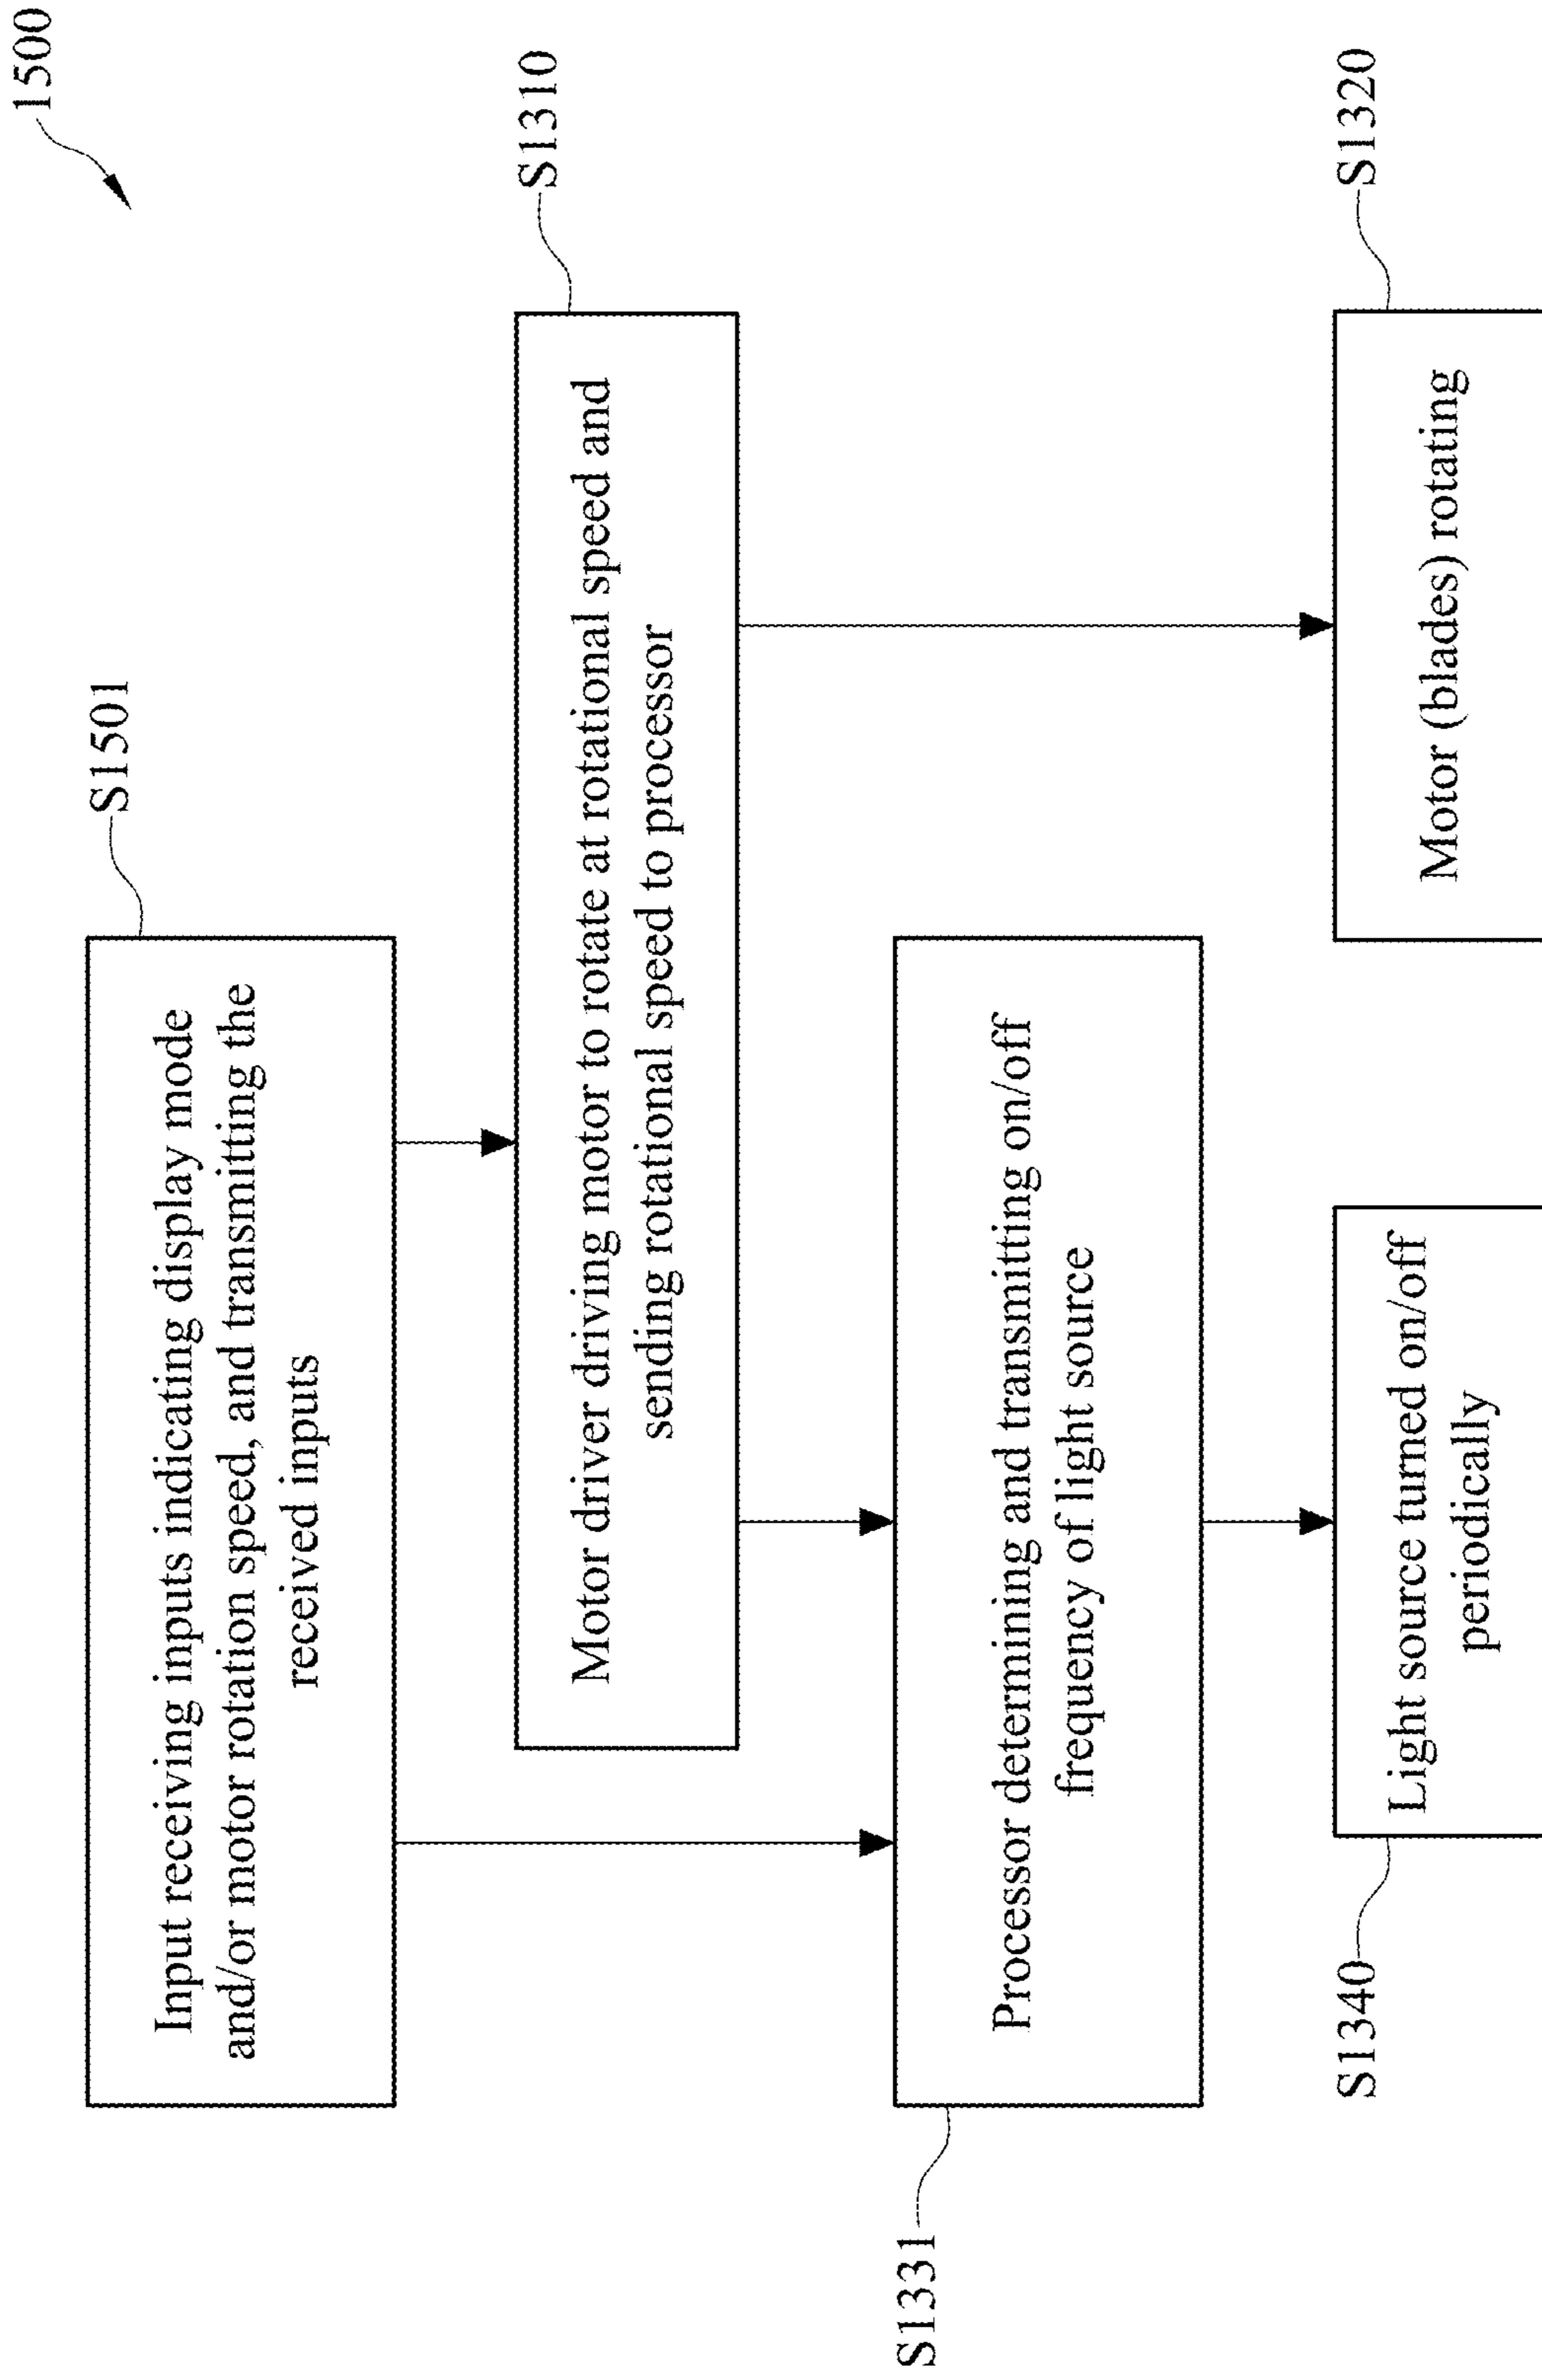 1500
S1501
Input receiving inputs indicating display mode
and/or motor rotation speed, and transmitting the
received inputs
S1310
Motor driver driving motor to rotate at rotational speed and
sending rotational speed to processor
S1331
Processor determining and transmitting on/off
frequency of light source
S1340
Light source turned on/off
periodically
S1320
Motor (blades) rotating